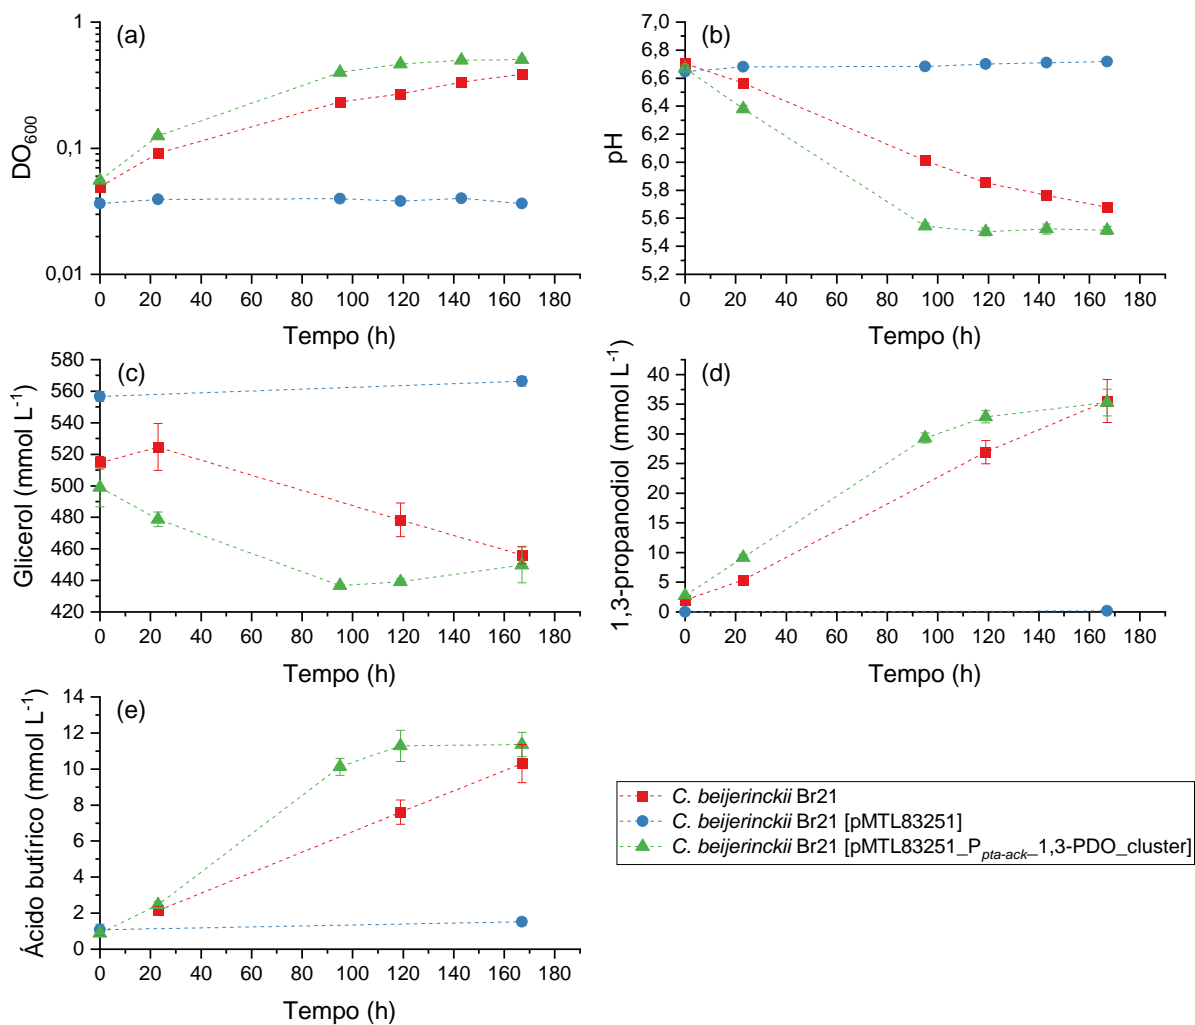 (a)
DO600
1
0,1
0,01
0 20 40 60 80 100 120 140 160 180
Tempo (h)
(b)
pH
7,0
6,8
6,6
6,4
6,2
6,0
5,8
5,6
5,4
5,2
0 20 40 60 80 100 120 140 160 180
Tempo (h)
(c)
Glicerol (mmol L-1)
580
560
540
520
500
480
460
440
420
0 20 40 60 80 100 120 140 160 180
Tempo (h)
(d)
1,3-propanodiol (mmol L-1)
40
35
30
25
20
15
10
5
0
0 20 40 60 80 100 120 140 160 180
Tempo (h)
(e)
Ácido butírico (mmol L-1)
14
12
10
8
6
4
2
0
0 20 40 60 80 100 120 140 160 180
Tempo (h)
C. beijerinckii Br21
C. beijerinckii Br21 [pMTL83251]
C. beijerinckii Br21 [pMTL83251_Ppta-ack_1,3-PDO_cluster]